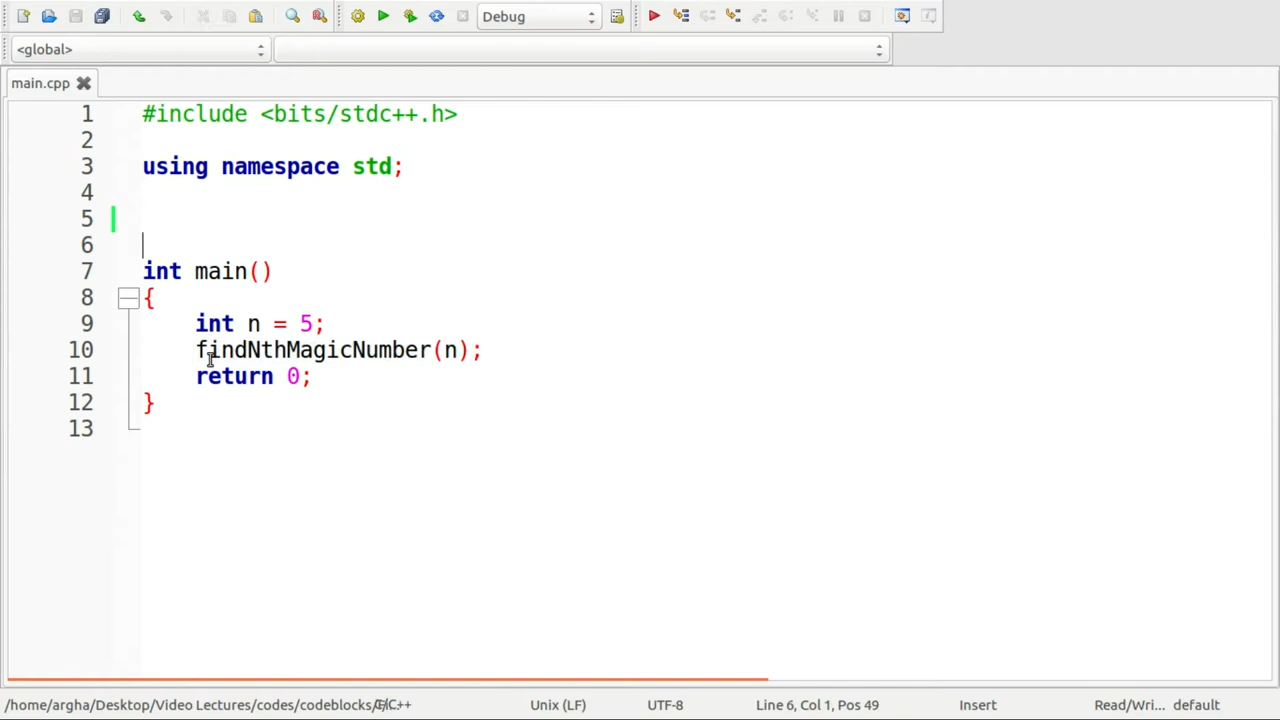 Debug
<global>
main.cpp
1 #include <bits/stdc++.h>
2
3 using namespace std;
4
5
6
7 int main()
8 {
9 int n = 5;
10 findNthMagicNumber(n);
11 return 0;
12 }
13
/home/argha/Desktop/Video Lectures/codes/codeblocks/ C/C++ Unix (LF) UTF-8 Line 6, Col 1, Pos 49 Insert Read/Wri... default